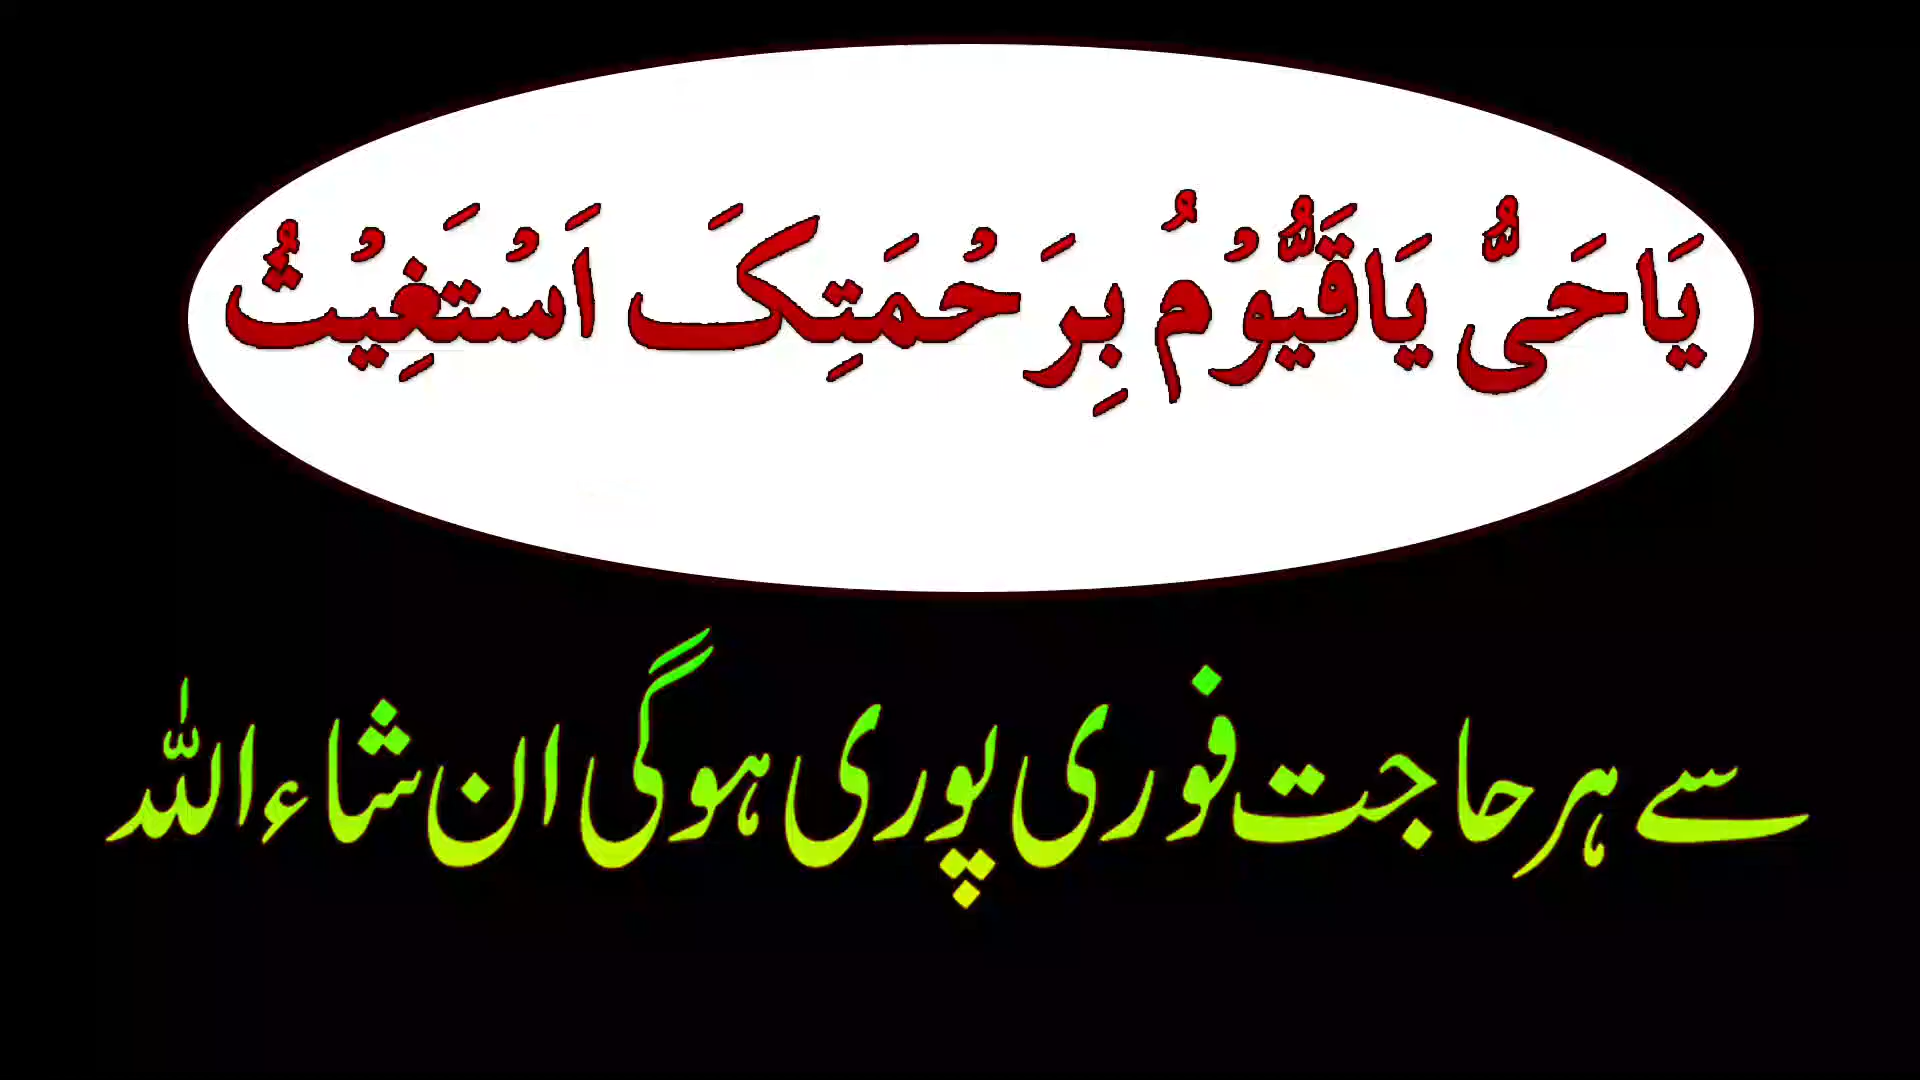 يَاحَىُّ يَاقَيُّوْمُ بِرَحْمَتِكَ اَسْتَغِيْثُ
سے ہر حاجت فوری پوری ہوگی ان شاء اللہ